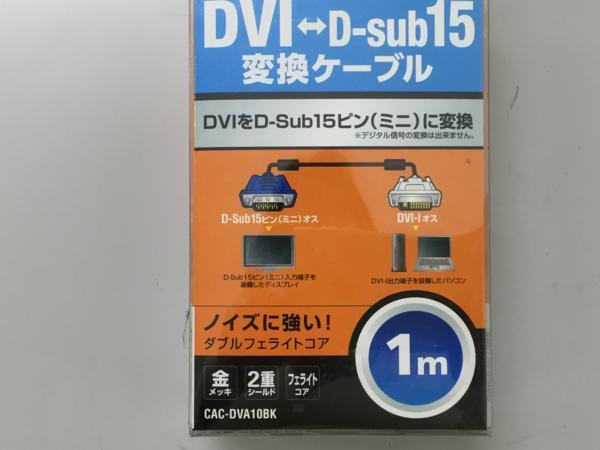 DVI⇔D-sub15
変換ケーブル
DVIをD-Sub15ピン(ミニ)に変換
※デジタル信号の変換は出来ません。
D-Sub15ピン(ミニ)オス
DVI-Iオス
D-Sub15ピン(ミニ)入力端子を
装備したディスプレイ
DVI-I出力端子を装備したパソコン
ノイズに強い!
ダブルフェライトコア
1m
金
メッキ
2重
シールド
フェライト
コア
CAC-DVA10BK